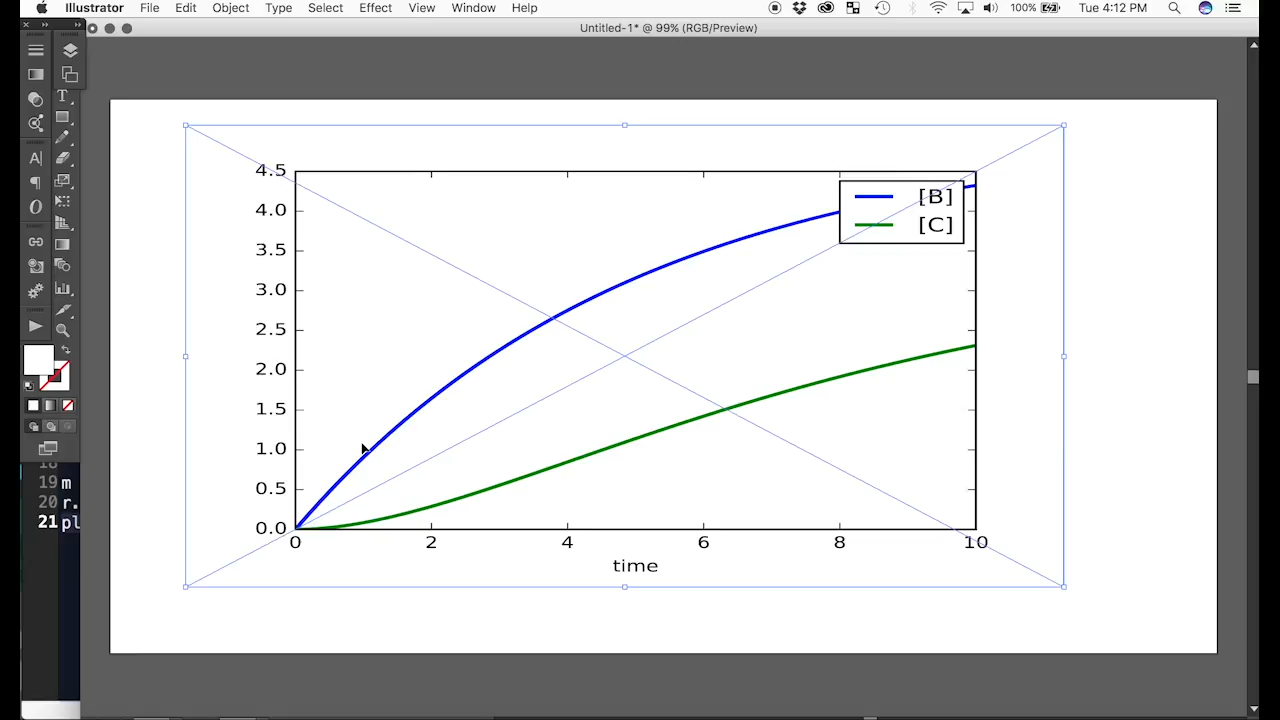 Illustrator File Edit Object Type Select Effect View Window Help 100% Tue 4:12 PM
Untitled-1* @ 99% (RGB/Preview)
4.5
4.0
3.5
3.0
2.5
2.0
1.5
1.0
0.5
0.0
[B]
[C]
0 2 4 6 8 10
time
18
19 m
20 r.
21 pl